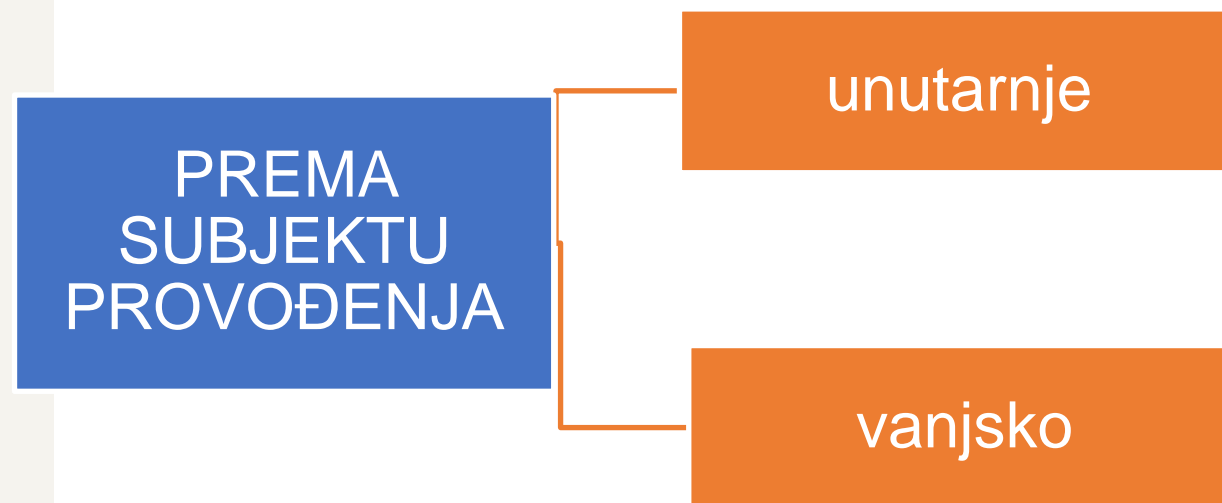 PREMA
SUBJEKTU
PROVOĐENJA
unutarnje
vanjsko